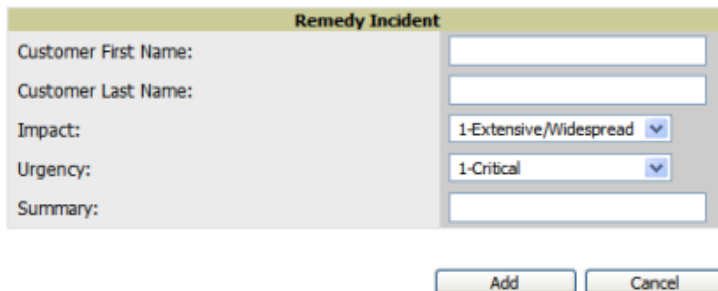 Remedy Incident
Customer First Name:
Customer Last Name:
Impact: 1-Extensive/Widespread
Urgency: 1-Critical
Summary:
Add Cancel